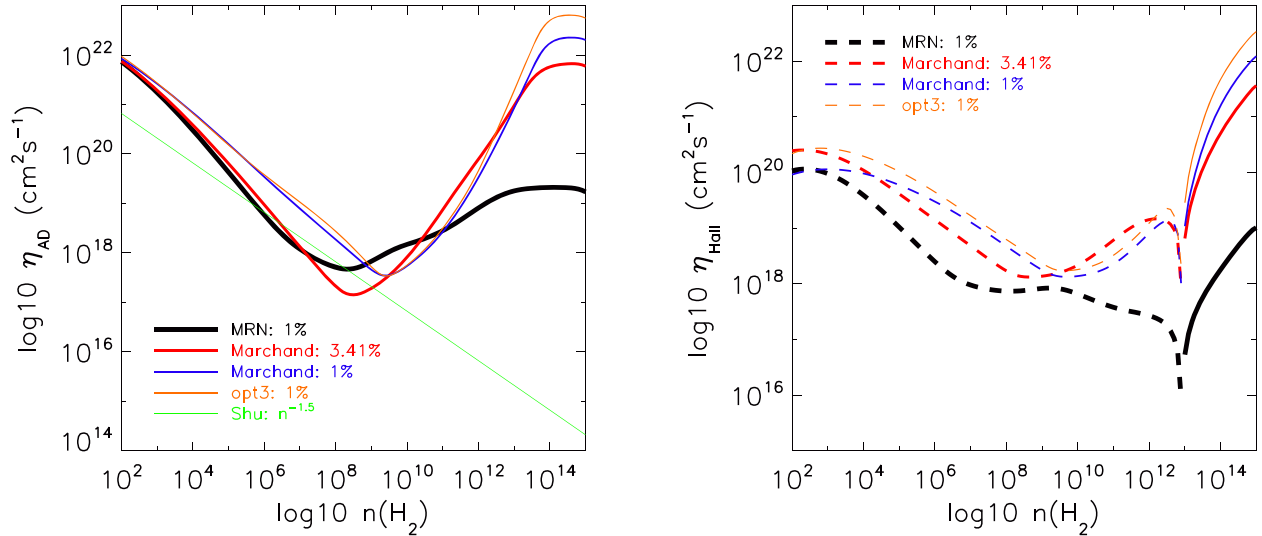 log10 η_AD (cm²s⁻¹)
10²²
10²⁰
10¹⁸
10¹⁶
10¹⁴
MRN: 1%
Marchand: 3.41%
Marchand: 1%
opt3: 1%
Shu: n⁻¹·⁵
10² 10⁴ 10⁶ 10⁸ 10¹⁰ 10¹² 10¹⁴
log10 n(H₂)
log10 η_Hall (cm²s⁻¹)
10²²
10²⁰
10¹⁸
10¹⁶
MRN: 1%
Marchand: 3.41%
Marchand: 1%
opt3: 1%
10² 10⁴ 10⁶ 10⁸ 10¹⁰ 10¹² 10¹⁴
log10 n(H₂)